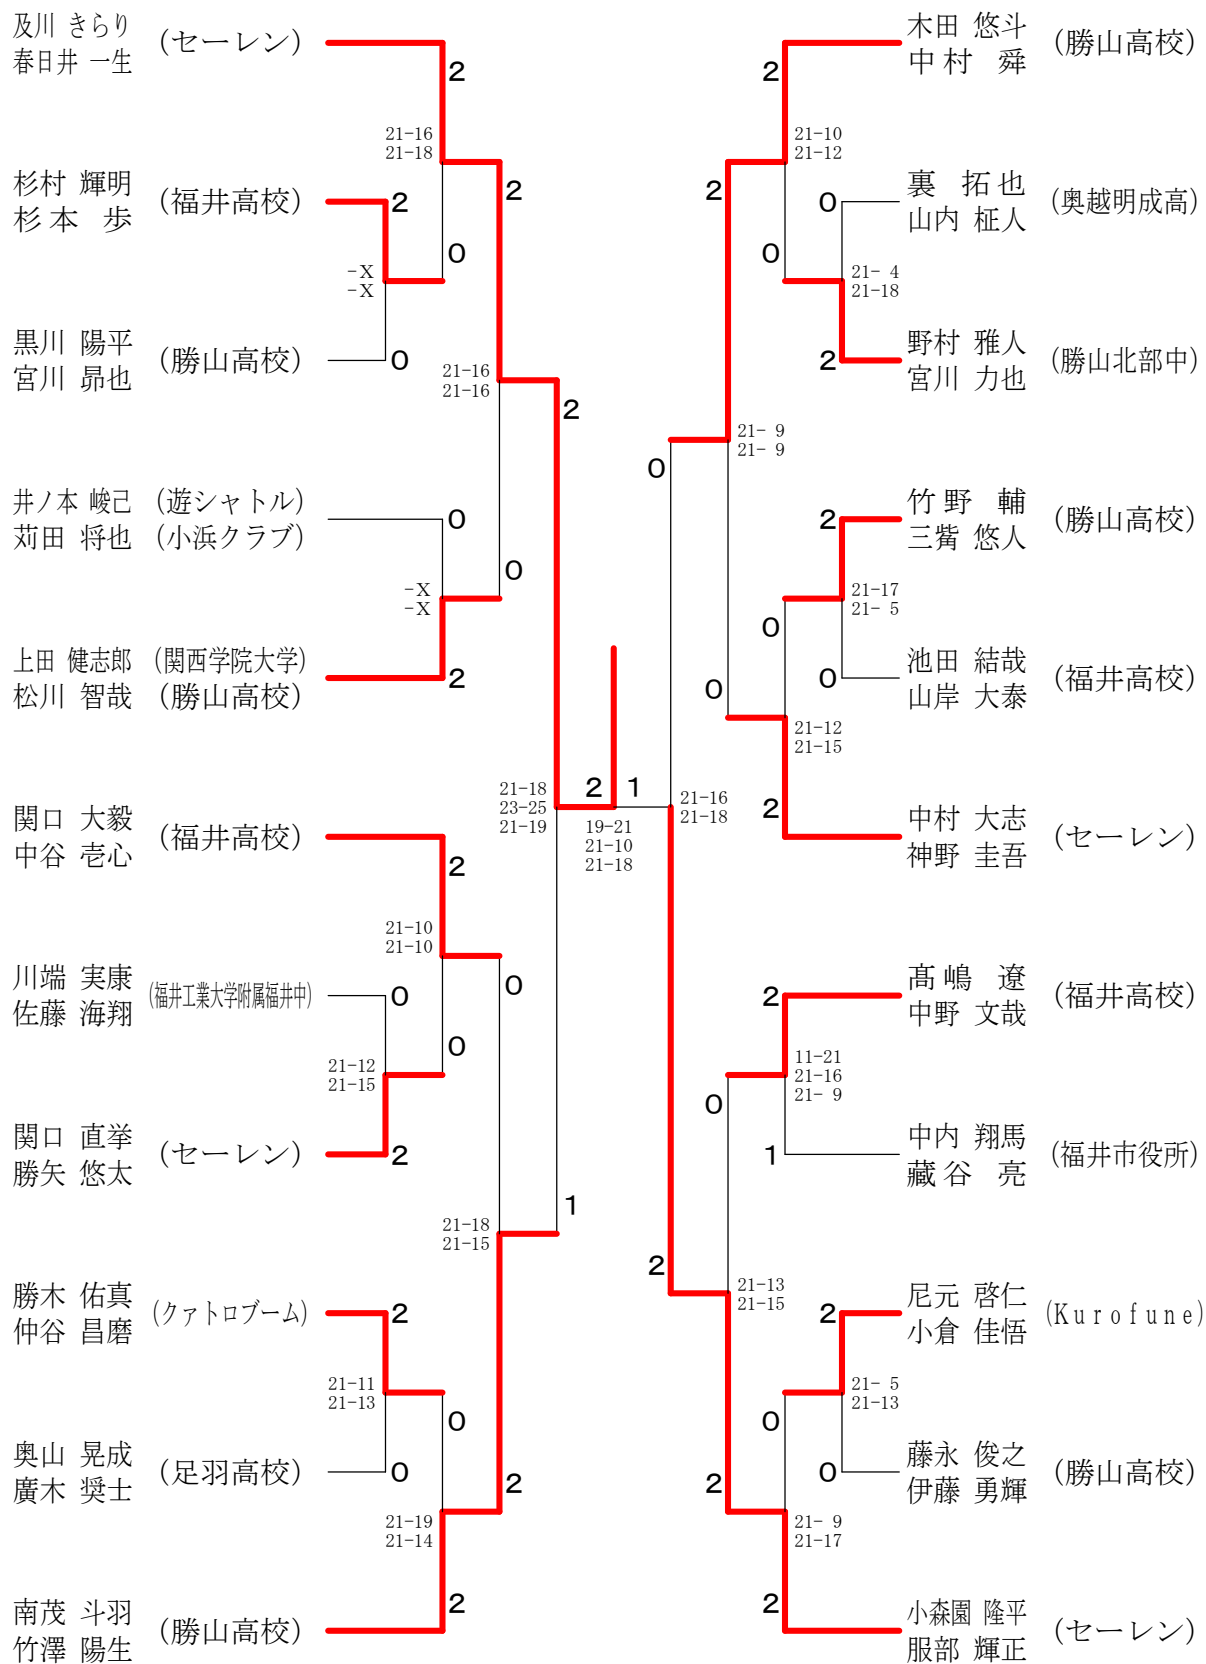 及川 きらり
春日井 一生
(セーレン)
2
21-16
21-18
杉村 輝明
杉本 歩
(福井高校)
2
2
0
-X
-X
黒川 陽平
宮川 昂也
(勝山高校)
0
21-16
21-16
2
井ノ本 峻己 (遊シャトル)
苅田 将也 (小浜クラブ)
0
0
-X
-X
上田 健志郎 (関西学院大学)
松川 智哉 (勝山高校)
2
関口 大毅
中谷 壱心
(福井高校)
2
21-18
23-25
21-19
2
1
19-21
21-10
21-18
21-10
21-10
川端 実康
佐藤 海翔
(福井工業大学附属福井中)
0
0
0
21-12
21-15
関口 直挙
勝矢 悠太
(セーレン)
2
1
21-18
21-15
勝木 佑真
仲谷 昌磨
(クァトロブーム)
2
21-11
21-13
0
奥山 晃成
廣木 奨士
(足羽高校)
0
2
21-19
21-14
南茂 斗羽
竹澤 陽生
(勝山高校)
2
木田 悠斗
中村 舜
(勝山高校)
2
21-10
21-12
2
裏 拓也
山内 柾人
(奥越明成高)
0
0
21- 4
21-18
野村 雅人
宮川 力也
(勝山北部中)
2
21- 9
21- 9
0
竹野 輔
三觜 悠人
(勝山高校)
2
21-17
21- 5
0
池田 結哉
山岸 大泰
(福井高校)
0
0
21-12
21-15
21-16
21-18
中村 大志
神野 圭吾
(セーレン)
2
髙嶋 遼
中野 文哉
(福井高校)
2
11-21
21-16
21- 9
0
中内 翔馬
藏谷 亮
(福井市役所)
1
2
21-13
21-15
尼元 啓仁
小倉 佳悟
(Kurofune)
2
21- 5
21-13
0
藤永 俊之
伊藤 勇輝
(勝山高校)
0
2
21- 9
21-17
小森園 隆平
服部 輝正
(セーレン)
2